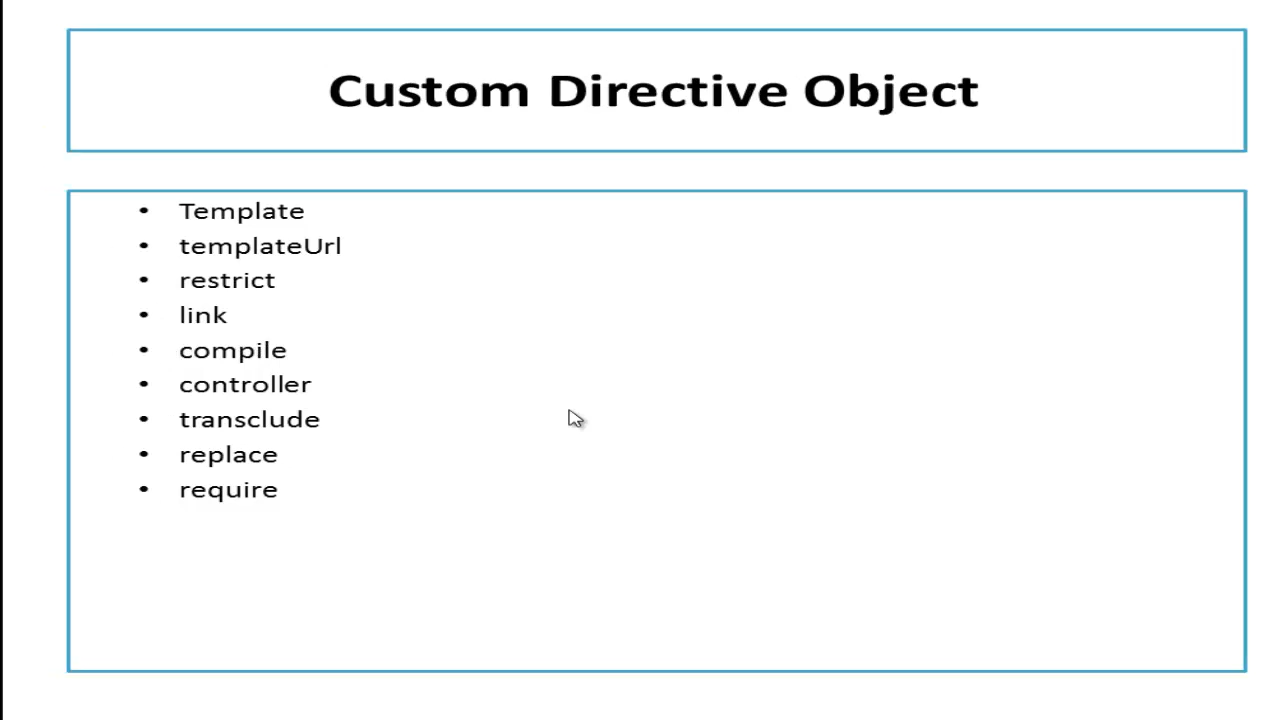 Custom Directive Object
• Template
• templateUrl
• restrict
• link
• compile
• controller
• transclude
• replace
• require